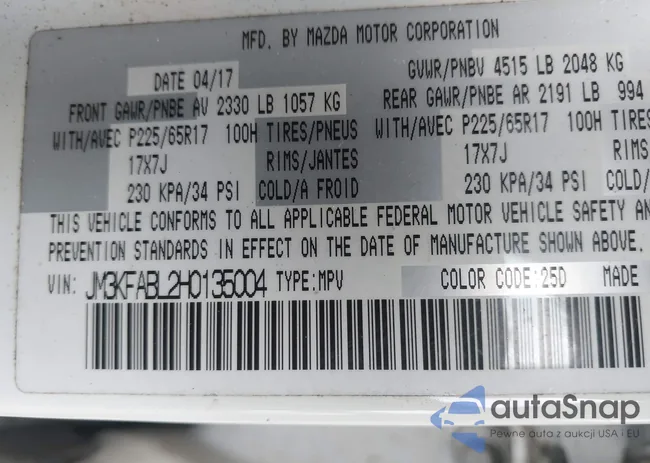 MFD. BY MAZDA MOTOR CORPORATION
DATE 04/17 GVWR/PNBV 4515 LB 2048 KG
FRONT GAWR/PNBE AV 2330 LB 1057 KG REAR GAWR/PNBE AR 2191 LB 994
WITH/AVEC P225/65R17 100H TIRES/PNEUS WITH/AVEC P225/65R17 100H TIRES
17X7J RIMS/JANTES 17X7J RIMS
230 KPA/34 PSI COLD/A FROID 230 KPA/34 PSI COLD/
THIS VEHICLE CONFORMS TO ALL APPLICABLE FEDERAL MOTOR VEHICLE SAFETY AN
PREVENTION STANDARDS IN EFFECT ON THE DATE OF MANUFACTURE SHOWN ABOVE.
VIN: JM3KFABL2H0135004 TYPE:MPV COLOR CODE:25D
autaSnap
Pewne auta z aukcji USA i EU